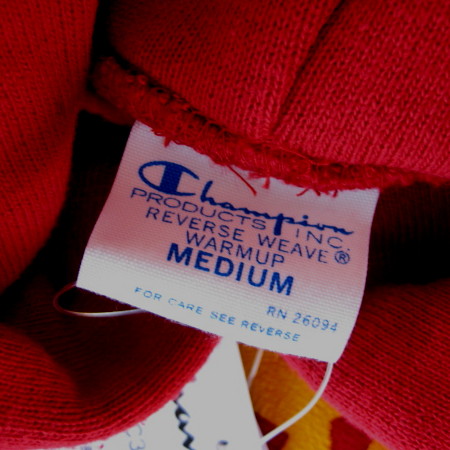 Champion
PRODUCTS INC.
REVERSE WEAVE®
WARMUP
MEDIUM
RN 26094
FOR CARE SEE REVERSE